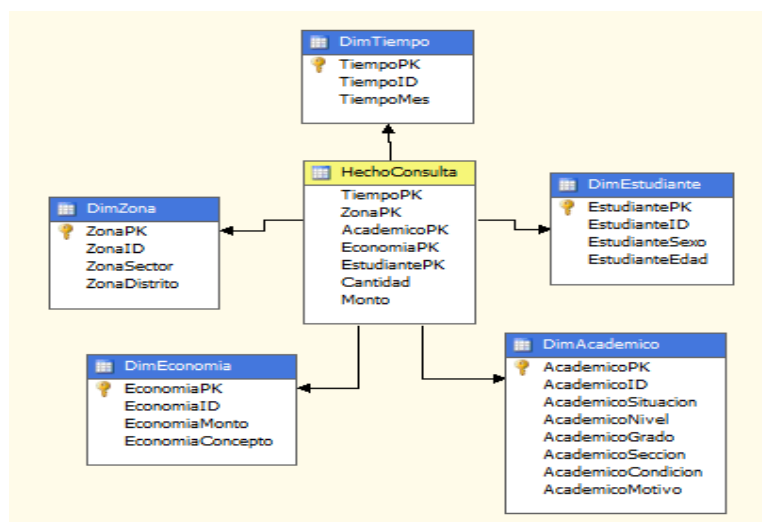 DimTiempo
TiempoPK
TiempoID
TiempoMes
HechoConsulta
TiempoPK
ZonaPK
AcademicoPK
EconomiaPK
EstudiantePK
Cantidad
Monto
DimZona
ZonaPK
ZonaID
ZonaSector
ZonaDistrito
DimEstudiante
EstudiantePK
EstudianteID
EstudianteSexo
EstudianteEdad
DimEconomia
EconomiaPK
EconomiaID
EconomiaMonto
EconomiaConcepto
DimAcademico
AcademicoPK
AcademicoID
AcademicoSituacion
AcademicoNivel
AcademicoGrado
AcademicoSeccion
AcademicoCondicion
AcademicoMotivo